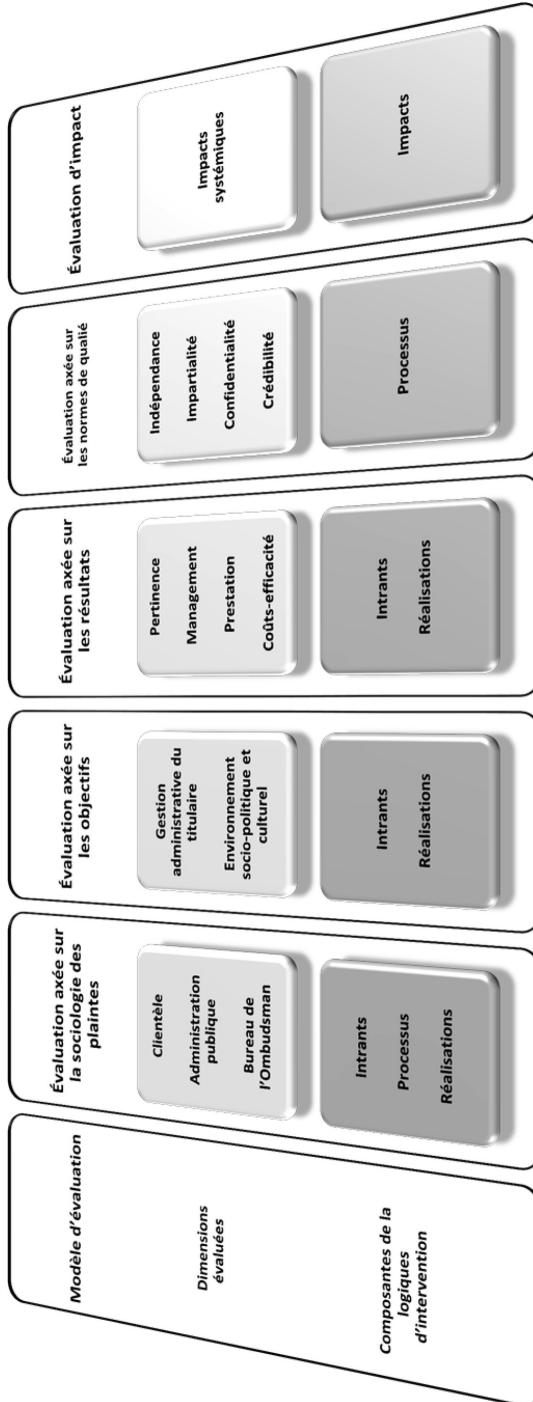 Modèle d'évaluation
Dimensions
évaluées
Composantes de la
logiques
d'intervention
Évaluation axée sur
la sociologie des
plaintes
Clientèle
Administration
publique
Bureau de
l'Ombudsman
Intrants
Processus
Réalisations
Évaluation axée sur
les objectifs
Gestion
administrative du
titulaire
Environnement
socio-politique et
culturel
Intrants
Réalisations
Évaluation axée sur
les résultats
Pertinence
Management
Prestation
Coûts-efficacité
Intrants
Réalisations
Évaluation axée sur
les normes de qualié
Indépendance
Impartialité
Confidentialité
Crédibilité
Processus
Évaluation d'impact
Impacts
systémiques
Impacts